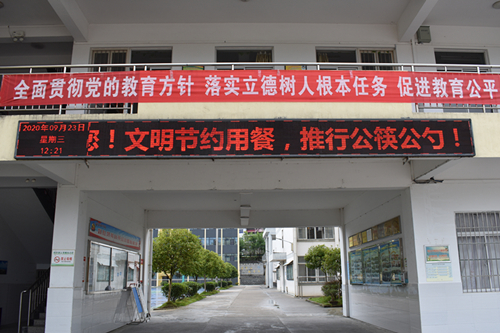 全面贯彻党的教育方针 落实立德树人根本任务 促进教育公平
2020年09月23日
星期三
12:21
您！文明节约用餐，推行公筷公勺！